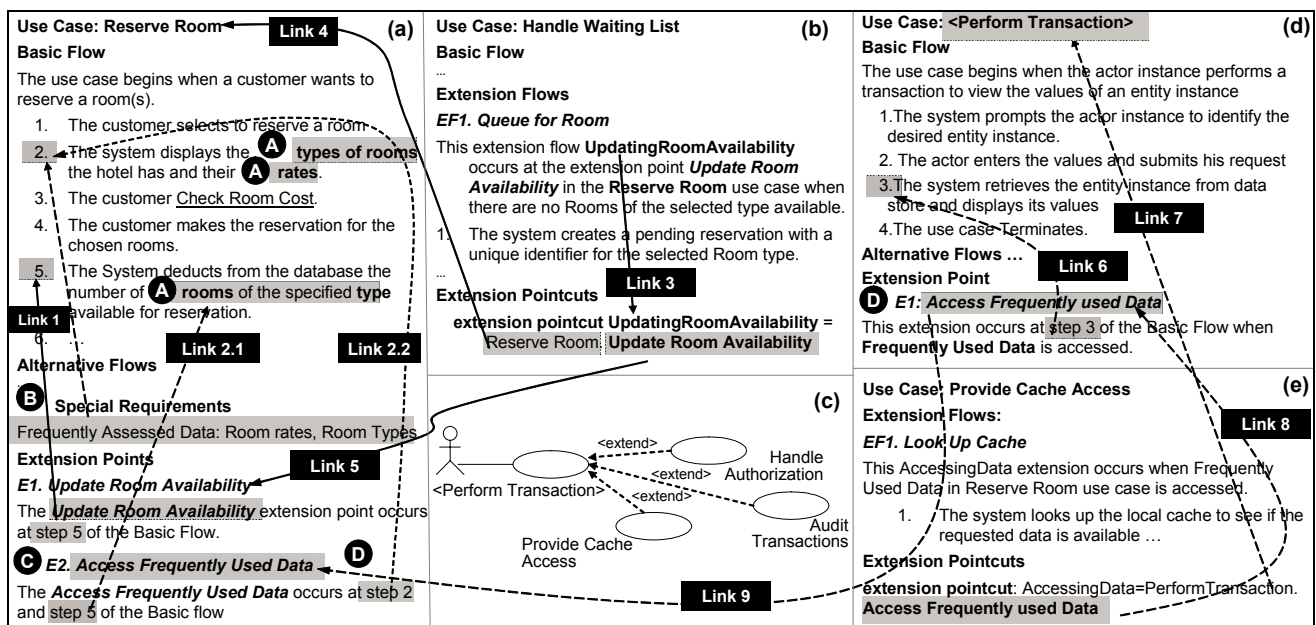 Use Case: Reserve Room
Link 4
(a)
Basic Flow
The use case begins when a customer wants to
reserve a room(s).
1. The customer selects to reserve a room
2. The system displays the A types of rooms
the hotel has and their A rates.
3. The customer Check Room Cost.
4. The customer makes the reservation for the
chosen rooms.
5. The System deducts from the database the
number of A rooms of the specified type
available for reservation.
Link 1
6. ...
Link 2.1
Link 2.2
Alternative Flows
..
B Special Requirements
Frequently Assessed Data: Room rates, Room Types
Extension Points
Link 5
E1. Update Room Availability
The Update Room Availability extension point occurs
at step 5 of the Basic Flow.
C E2. Access Frequently Used Data D
The Access Frequently Used Data occurs at step 2
and step 5 of the Basic flow
Use Case: Handle Waiting List
(b)
Basic Flow
...
Extension Flows
EF1. Queue for Room
This extension flow UpdatingRoomAvailability
occurs at the extension point Update Room
Availability in the Reserve Room use case when
there are no Rooms of the selected type available.
1. The system creates a pending reservation with a
unique identifier for the selected Room type.
...
Link 3
Extension Pointcuts
extension pointcut UpdatingRoomAvailability =
Reserve Room. Update Room Availability
(c)
<extend>
Handle
Authorization
<Perform Transaction>
<extend>
<extend>
Audit
Transactions
Provide Cache
Access
Link 9
Use Case: <Perform Transaction>
(d)
Basic Flow
The use case begins when the actor instance performs a
transaction to view the values of an entity instance
1.The system prompts the actor instance to identify the
desired entity instance.
2. The actor enters the values and submits his request
3.The system retrieves the entity instance from data
store and displays its values
Link 7
4.The use case Terminates.
Alternative Flows ...
Link 6
Extension Point
D E1: Access Frequently used Data
This extension occurs at step 3 of the Basic Flow when
Frequently Used Data is accessed.
Use Case: Provide Cache Access
(e)
Extension Flows:
Link 8
EF1. Look Up Cache
This AccessingData extension occurs when Frequently
Used Data in Reserve Room use case is accessed.
1. The system looks up the local cache to see if the
requested data is available ...
Extension Pointcuts
extension pointcut: AccessingData=PerformTransaction.
Access Frequently used Data